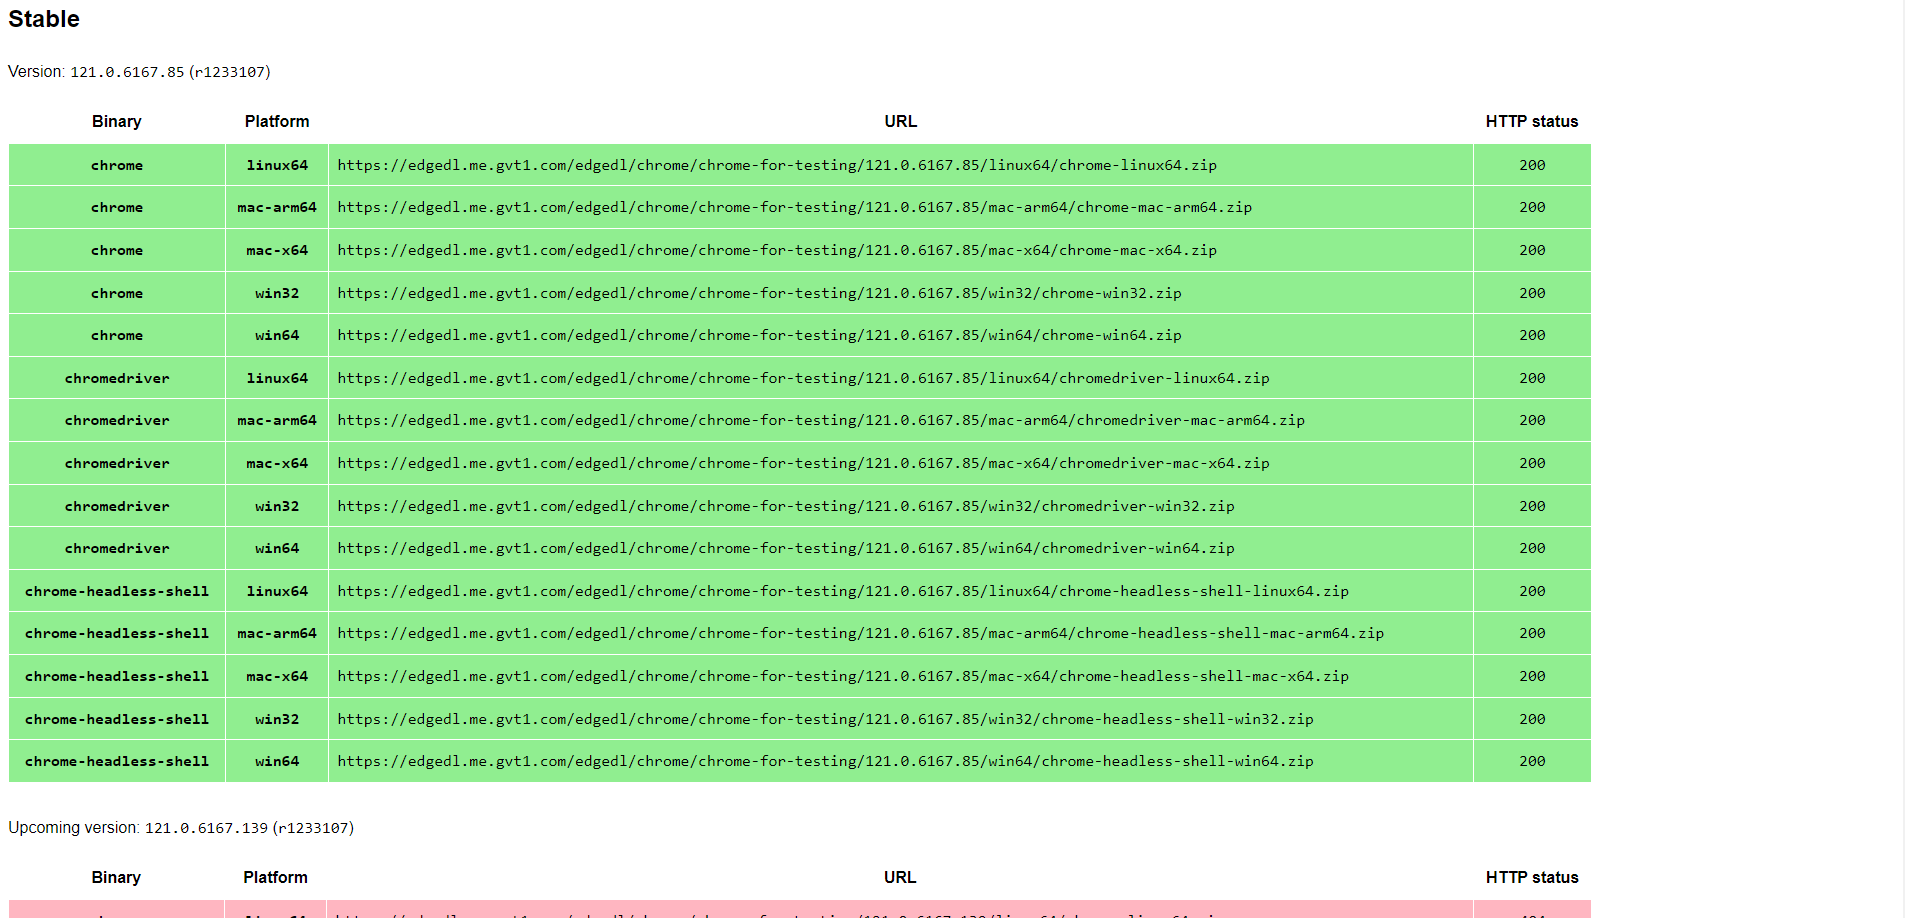 Stable
Version: 121.0.6167.85 (r1233107)
Binary Platform URL HTTP status
chrome linux64 https://edgedl.me.gvt1.com/edgedl/chrome/chrome-for-testing/121.0.6167.85/linux64/chrome-linux64.zip 200
chrome mac-arm64 https://edgedl.me.gvt1.com/edgedl/chrome/chrome-for-testing/121.0.6167.85/mac-arm64/chrome-mac-arm64.zip 200
chrome mac-x64 https://edgedl.me.gvt1.com/edgedl/chrome/chrome-for-testing/121.0.6167.85/mac-x64/chrome-mac-x64.zip 200
chrome win32 https://edgedl.me.gvt1.com/edgedl/chrome/chrome-for-testing/121.0.6167.85/win32/chrome-win32.zip 200
chrome win64 https://edgedl.me.gvt1.com/edgedl/chrome/chrome-for-testing/121.0.6167.85/win64/chrome-win64.zip 200
chromedriver linux64 https://edgedl.me.gvt1.com/edgedl/chrome/chrome-for-testing/121.0.6167.85/linux64/chromedriver-linux64.zip 200
chromedriver mac-arm64 https://edgedl.me.gvt1.com/edgedl/chrome/chrome-for-testing/121.0.6167.85/mac-arm64/chromedriver-mac-arm64.zip 200
chromedriver mac-x64 https://edgedl.me.gvt1.com/edgedl/chrome/chrome-for-testing/121.0.6167.85/mac-x64/chromedriver-mac-x64.zip 200
chromedriver win32 https://edgedl.me.gvt1.com/edgedl/chrome/chrome-for-testing/121.0.6167.85/win32/chromedriver-win32.zip 200
chromedriver win64 https://edgedl.me.gvt1.com/edgedl/chrome/chrome-for-testing/121.0.6167.85/win64/chromedriver-win64.zip 200
chrome-headless-shell linux64 https://edgedl.me.gvt1.com/edgedl/chrome/chrome-for-testing/121.0.6167.85/linux64/chrome-headless-shell-linux64.zip 200
chrome-headless-shell mac-arm64 https://edgedl.me.gvt1.com/edgedl/chrome/chrome-for-testing/121.0.6167.85/mac-arm64/chrome-headless-shell-mac-arm64.zip 200
chrome-headless-shell mac-x64 https://edgedl.me.gvt1.com/edgedl/chrome/chrome-for-testing/121.0.6167.85/mac-x64/chrome-headless-shell-mac-x64.zip 200
chrome-headless-shell win32 https://edgedl.me.gvt1.com/edgedl/chrome/chrome-for-testing/121.0.6167.85/win32/chrome-headless-shell-win32.zip 200
chrome-headless-shell win64 https://edgedl.me.gvt1.com/edgedl/chrome/chrome-for-testing/121.0.6167.85/win64/chrome-headless-shell-win64.zip 200
Upcoming version: 121.0.6167.139 (r1233107)
Binary Platform URL HTTP status